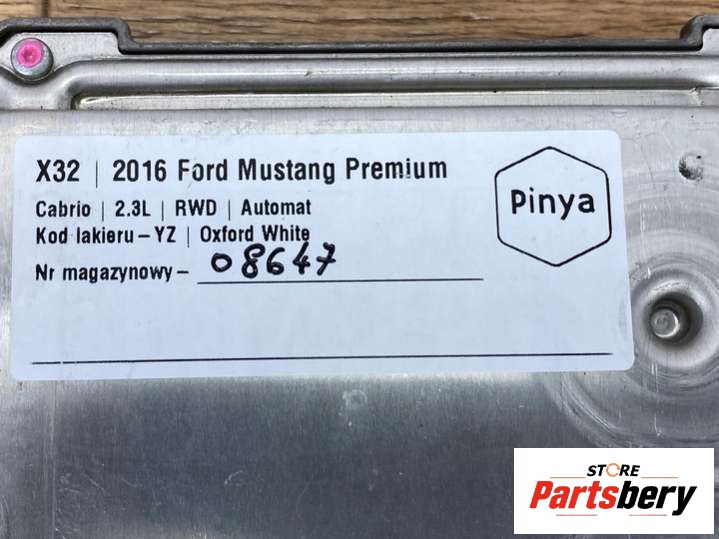 X32 | 2016 Ford Mustang Premium
Cabrio | 2.3L | RWD | Automat
Kod lakieru – YZ | Oxford White
Nr magazynowy – 08647
Pinya
STORE
Partsbery